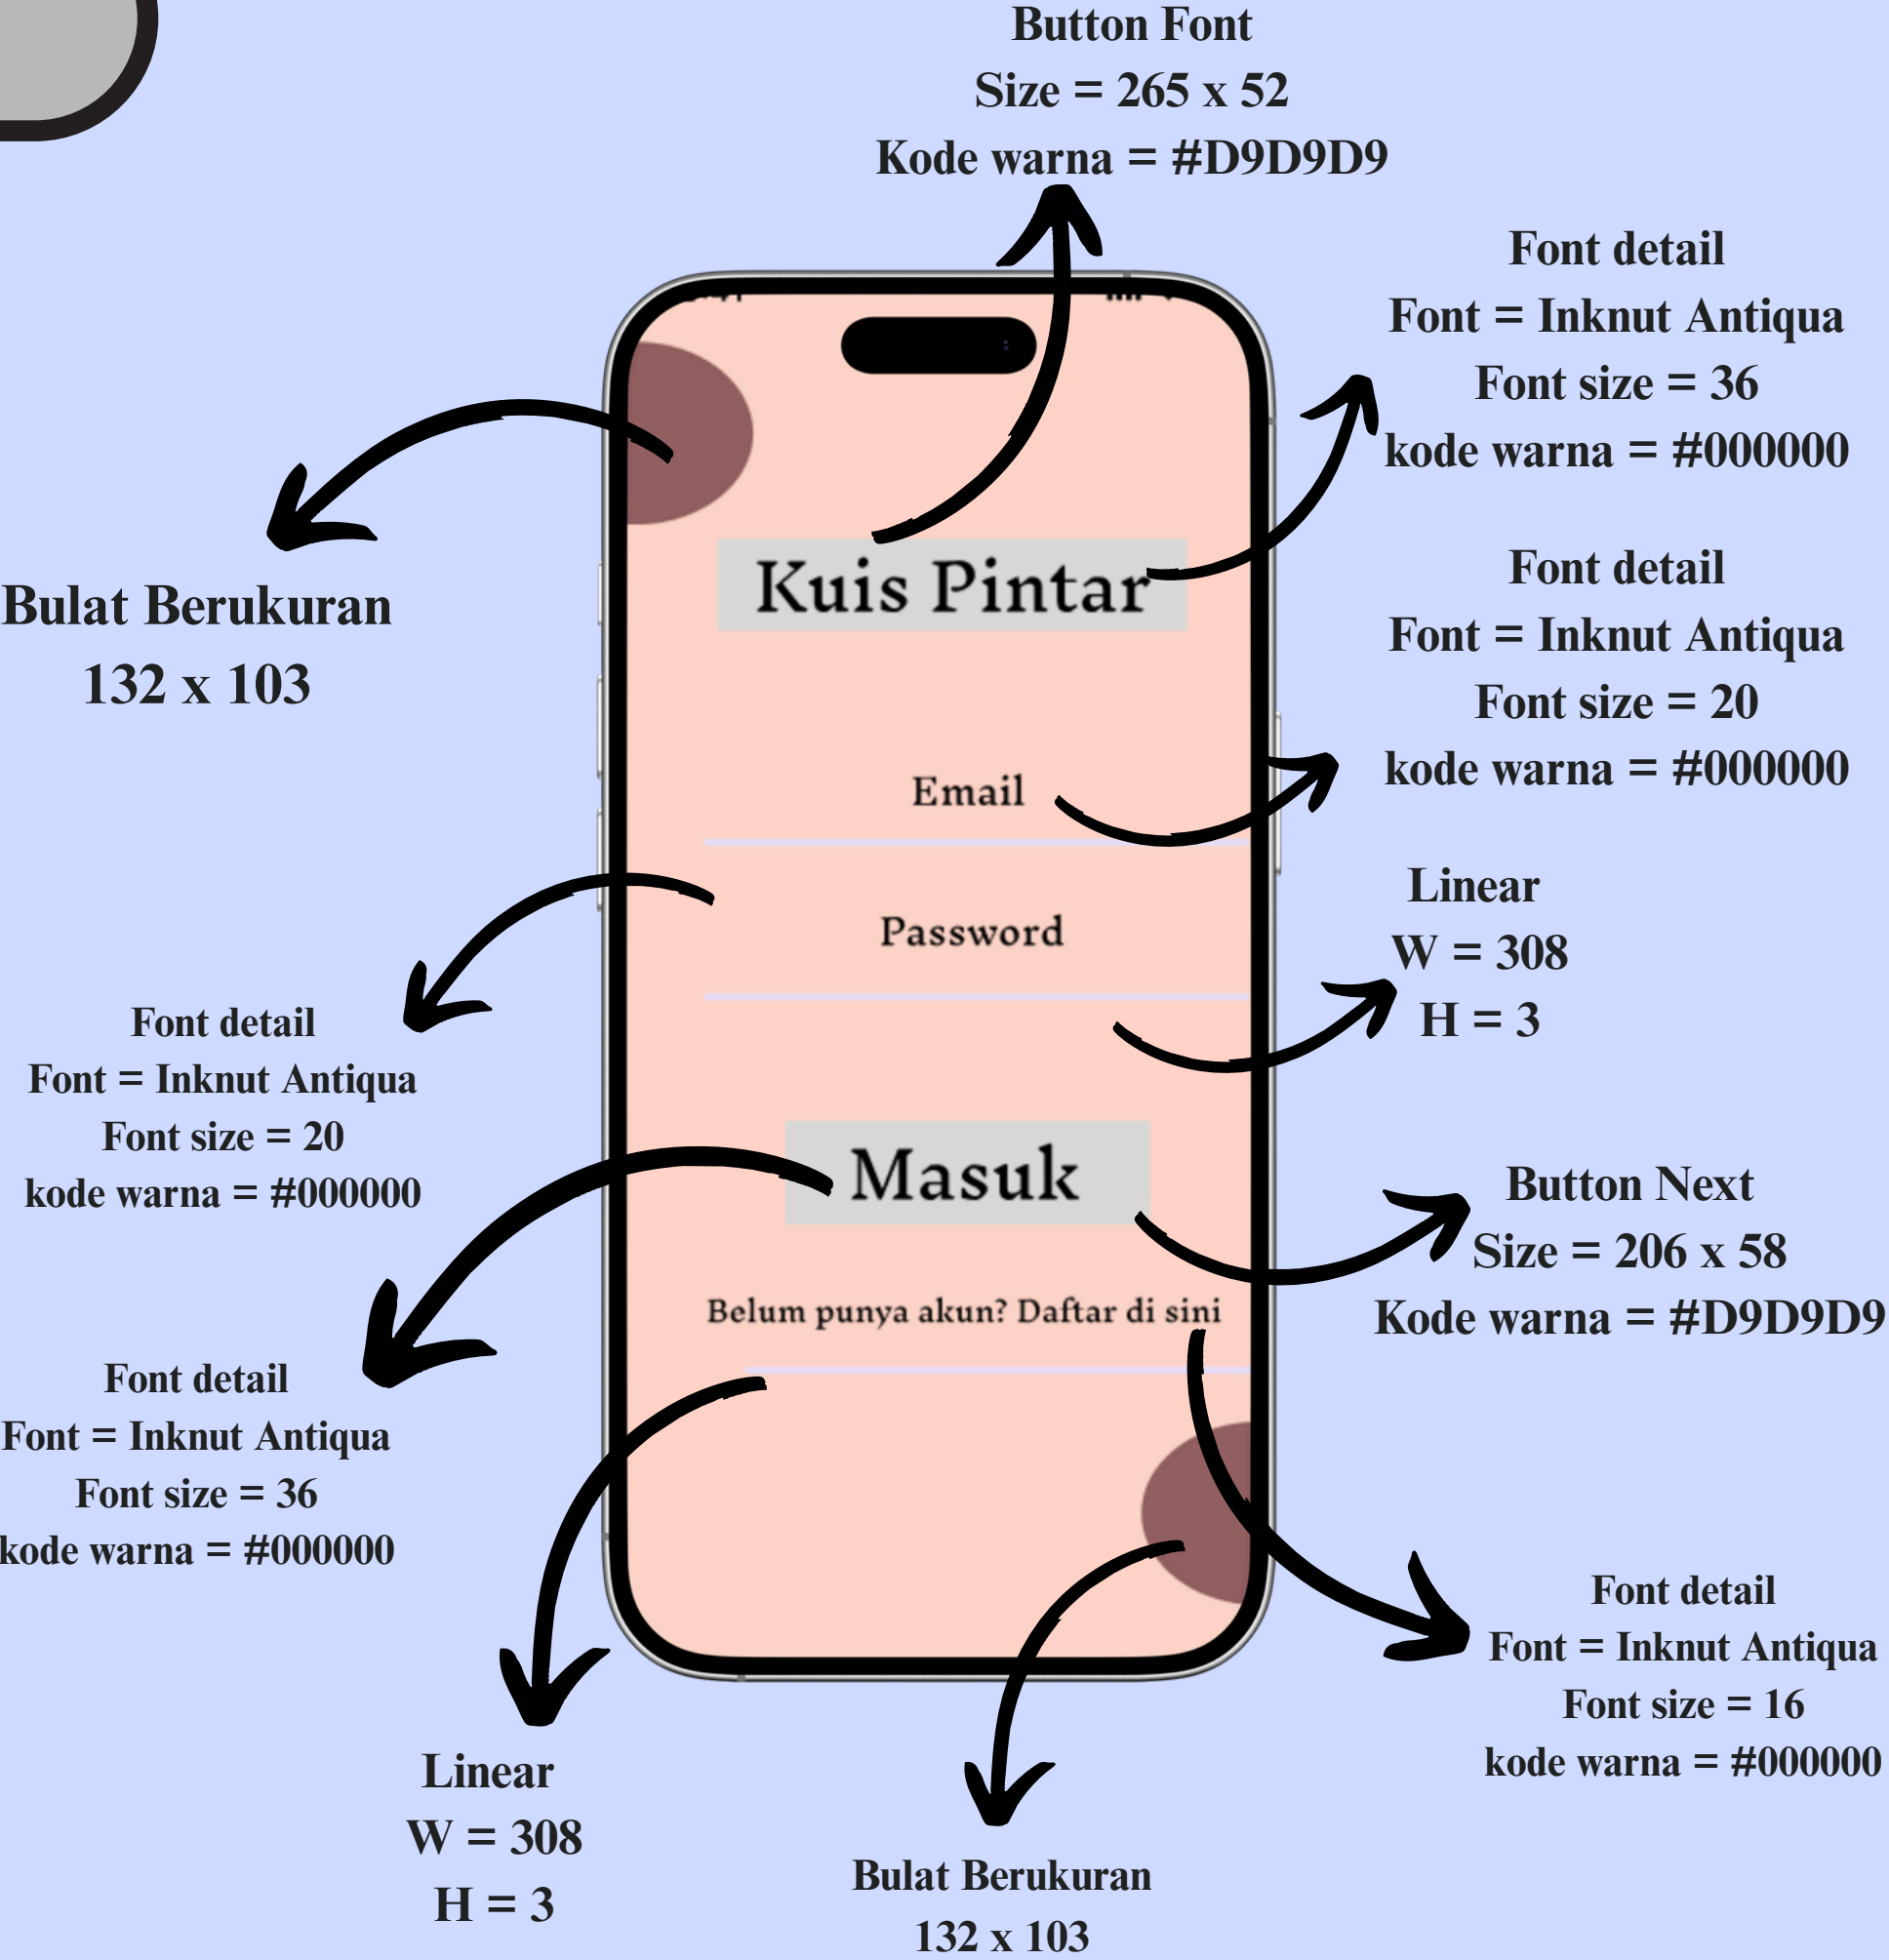 Button Font
Size = 265 x 52
Kode warna = #D9D9D9
Font detail
Font = Inknut Antiqua
Font size = 36
kode warna = #000000
Bulat Berukuran
132 x 103
Kuis Pintar
Font detail
Font = Inknut Antiqua
Font size = 20
kode warna = #000000
Email
Linear
W = 308
H = 3
Password
Font detail
Font = Inknut Antiqua
Font size = 20
kode warna = #000000
Masuk
Button Next
Size = 206 x 58
Kode warna = #D9D9D9
Belum punya akun? Daftar di sini
Font detail
Font = Inknut Antiqua
Font size = 36
kode warna = #000000
Font detail
Font = Inknut Antiqua
Font size = 16
kode warna = #000000
Linear
W = 308
H = 3
Bulat Berukuran
132 x 103